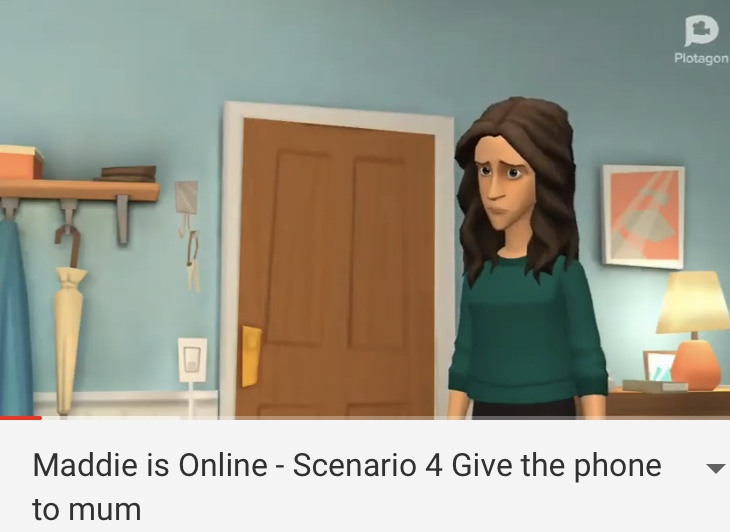 Plotagon
Maddie is Online - Scenario 4 Give the phone
to mum